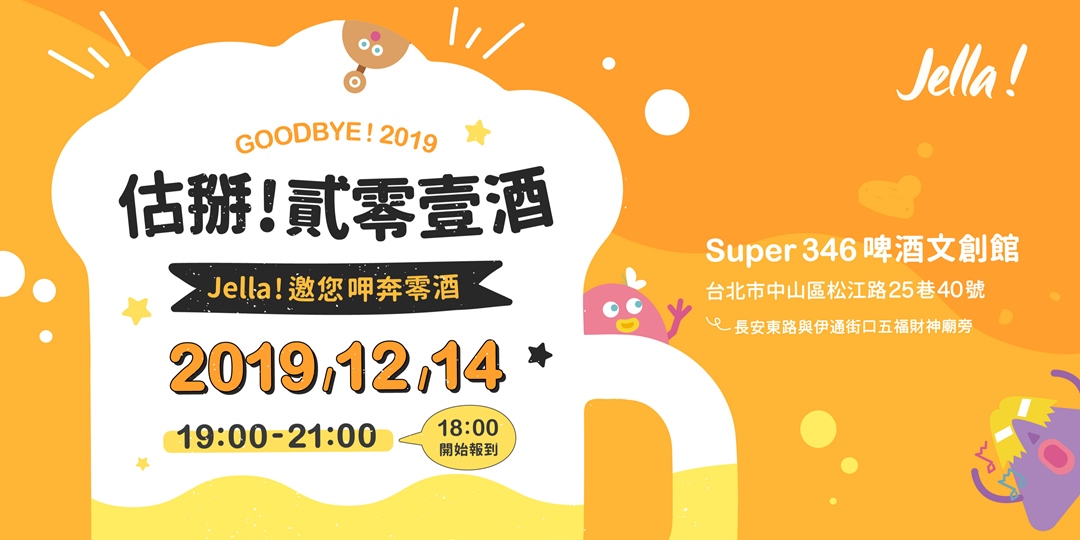 GOODBYE! 2019
估掰!貳零壹酒
Jella!邀您呷奔零酒
2019/12/14
19:00-21:00
18:00
開始報到
Jella!
Super 346 啤酒文創館
台北市中山區松江路25巷40號
長安東路與伊通街口五福財神廟旁